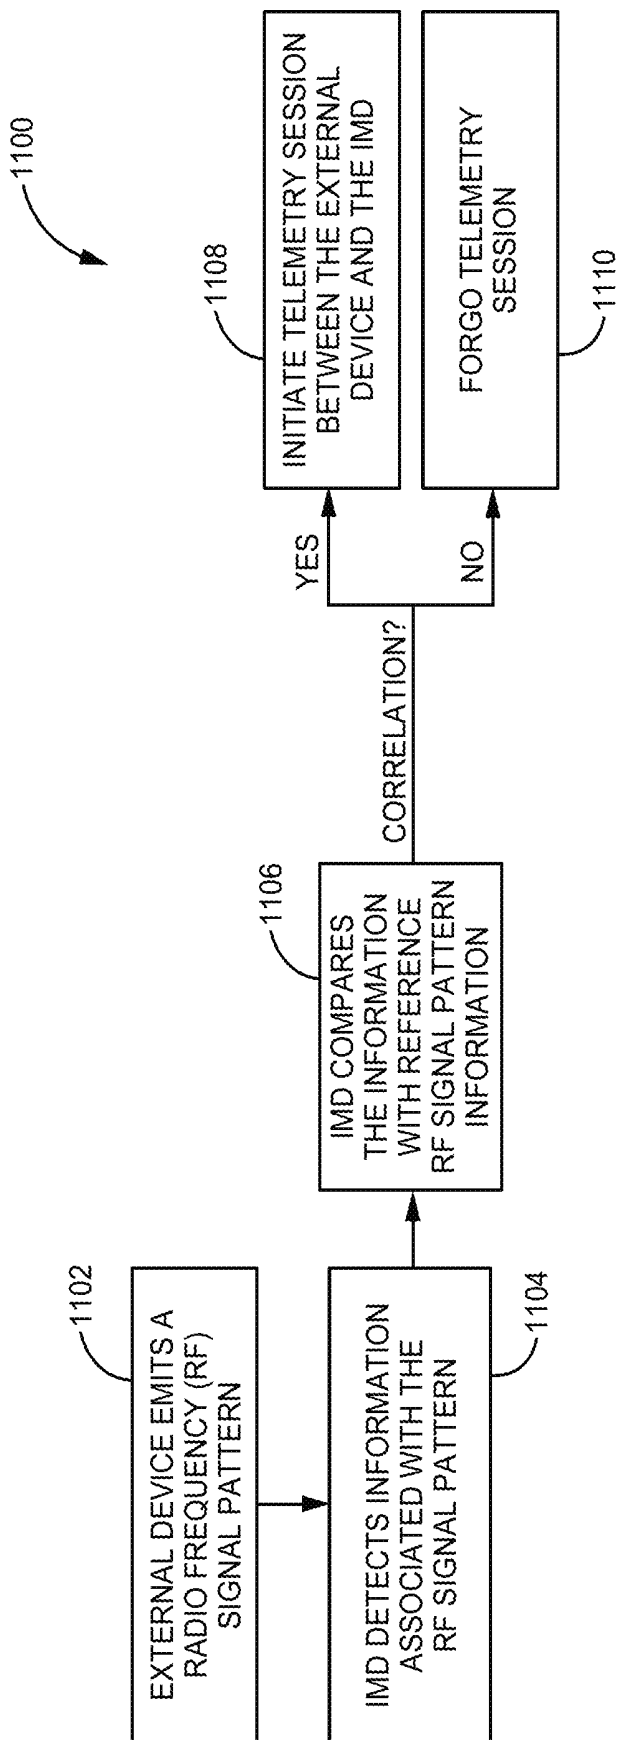 1100
1102
EXTERNAL DEVICE EMITS A
RADIO FREQUENCY (RF)
SIGNAL PATTERN
IMD DETECTS INFORMATION
ASSOCIATED WITH THE
RF SIGNAL PATTERN
1104
1106
IMD COMPARES
THE INFORMATION
WITH REFERENCE
RF SIGNAL PATTERN
INFORMATION
CORRELATION?
YES
NO
1108
INITIATE TELEMETRY SESSION
BETWEEN THE EXTERNAL
DEVICE AND THE IMD
FORGO TELEMETRY
SESSION
1110